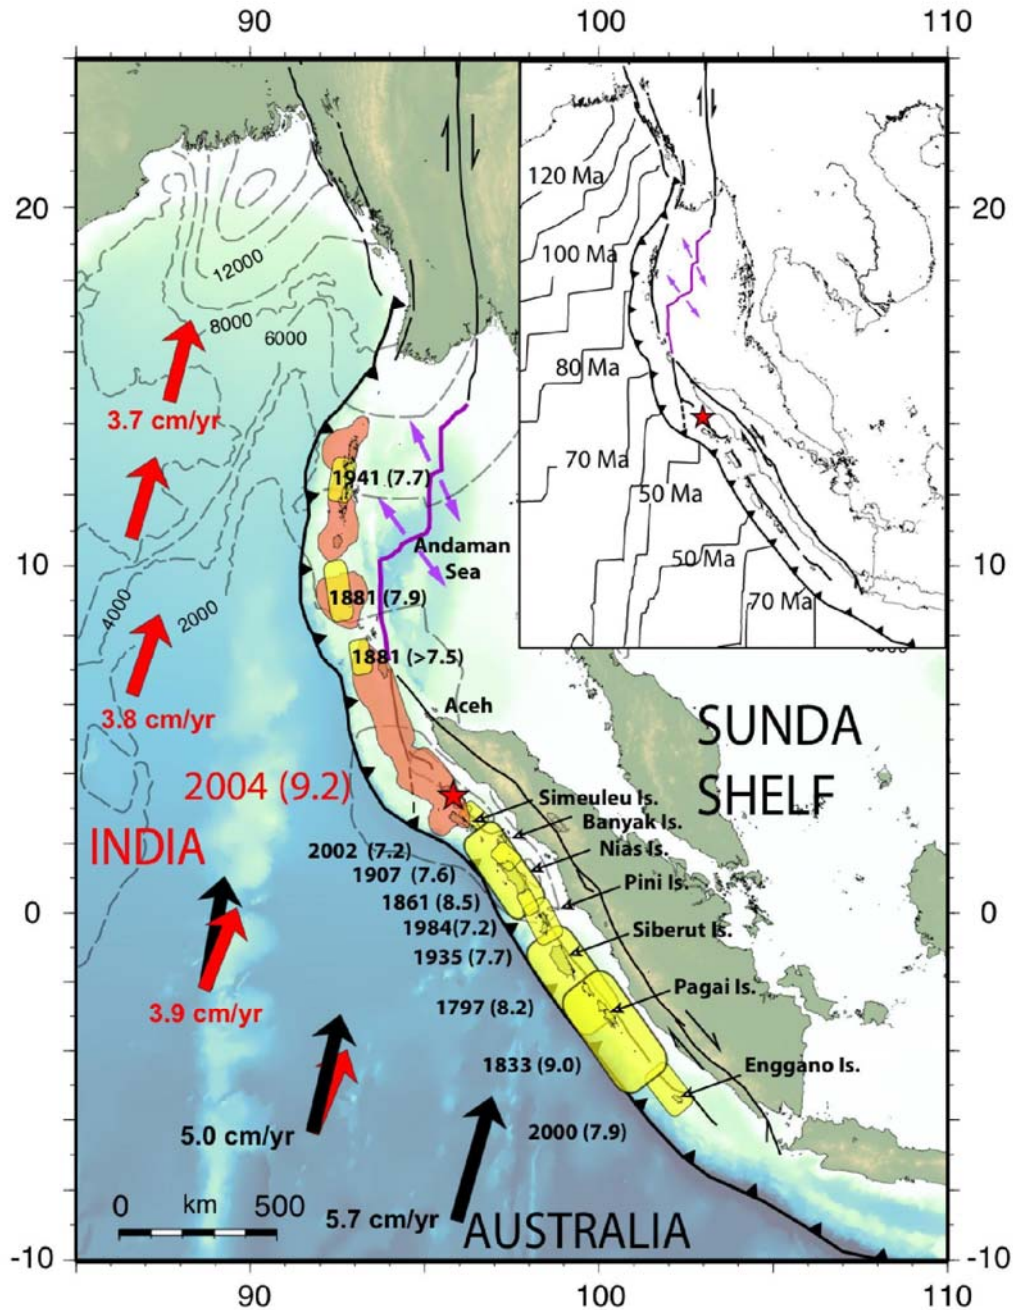 90
100
110
20
20
120 Ma
100 Ma
12000
8000
6000
80 Ma
3.7 cm/yr
70 Ma
1941 (7.7)
50 Ma
Andaman
Sea
10
10
50 Ma
4000
2000
1881 (7.9)
70 Ma
1881 (>7.5)
3.8 cm/yr
Aceh
SUNDA
SHELF
2004 (9.2)
INDIA
Simeuleu Is.
Banyak Is.
Nias Is.
2002 (7.2)
1907 (7.6)
Pini Is.
1861 (8.5)
0
0
1984(7.2)
Siberut Is.
1935 (7.7)
Pagai Is.
1797 (8.2)
3.9 cm/yr
1833 (9.0)
Enggano Is.
5.0 cm/yr
2000 (7.9)
0
km
500
5.7 cm/yr
AUSTRALIA
-10
-10
90
100
110